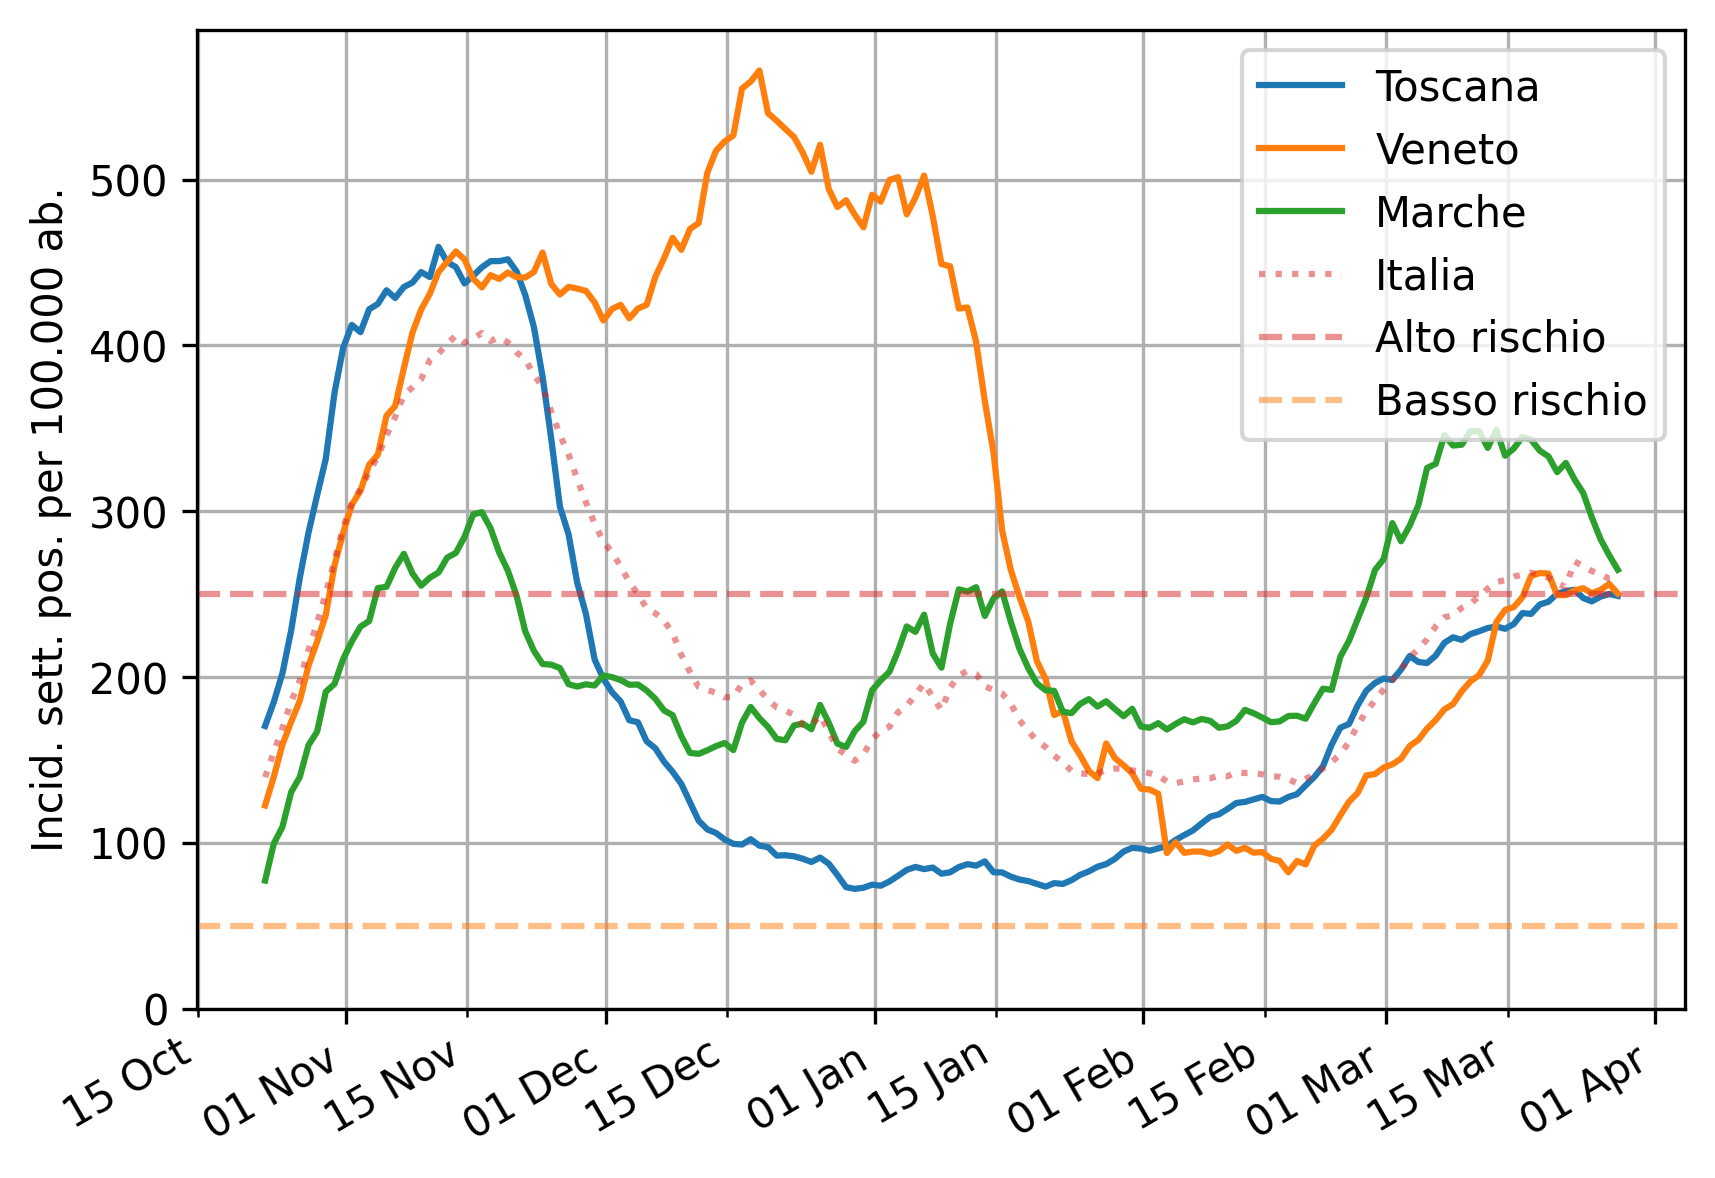 Incid. sett. pos. per 100.000 ab.
500
400
300
200
100
0
15 Oct
01 Nov
15 Nov
01 Dec
15 Dec
01 Jan
15 Jan
01 Feb
15 Feb
01 Mar
15 Mar
01 Apr
Toscana
Veneto
Marche
Italia
Alto rischio
Basso rischio